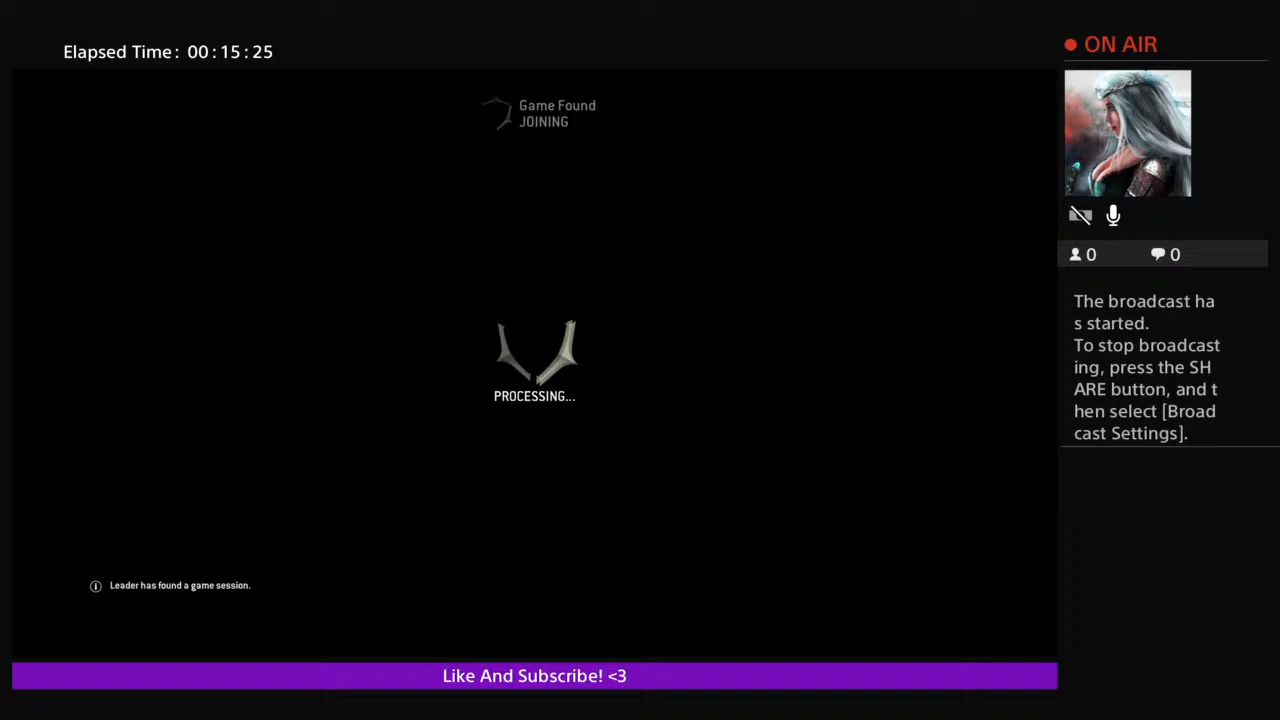 Elapsed Time: 00:15:25
ON AIR
Game Found
JOINING
0 0
The broadcast ha
s started.
To stop broadcast
ing, press the SH
ARE button, and t
hen select [Broad
cast Settings].
PROCESSING...
Leader has found a game session.
Like And Subscribe! <3